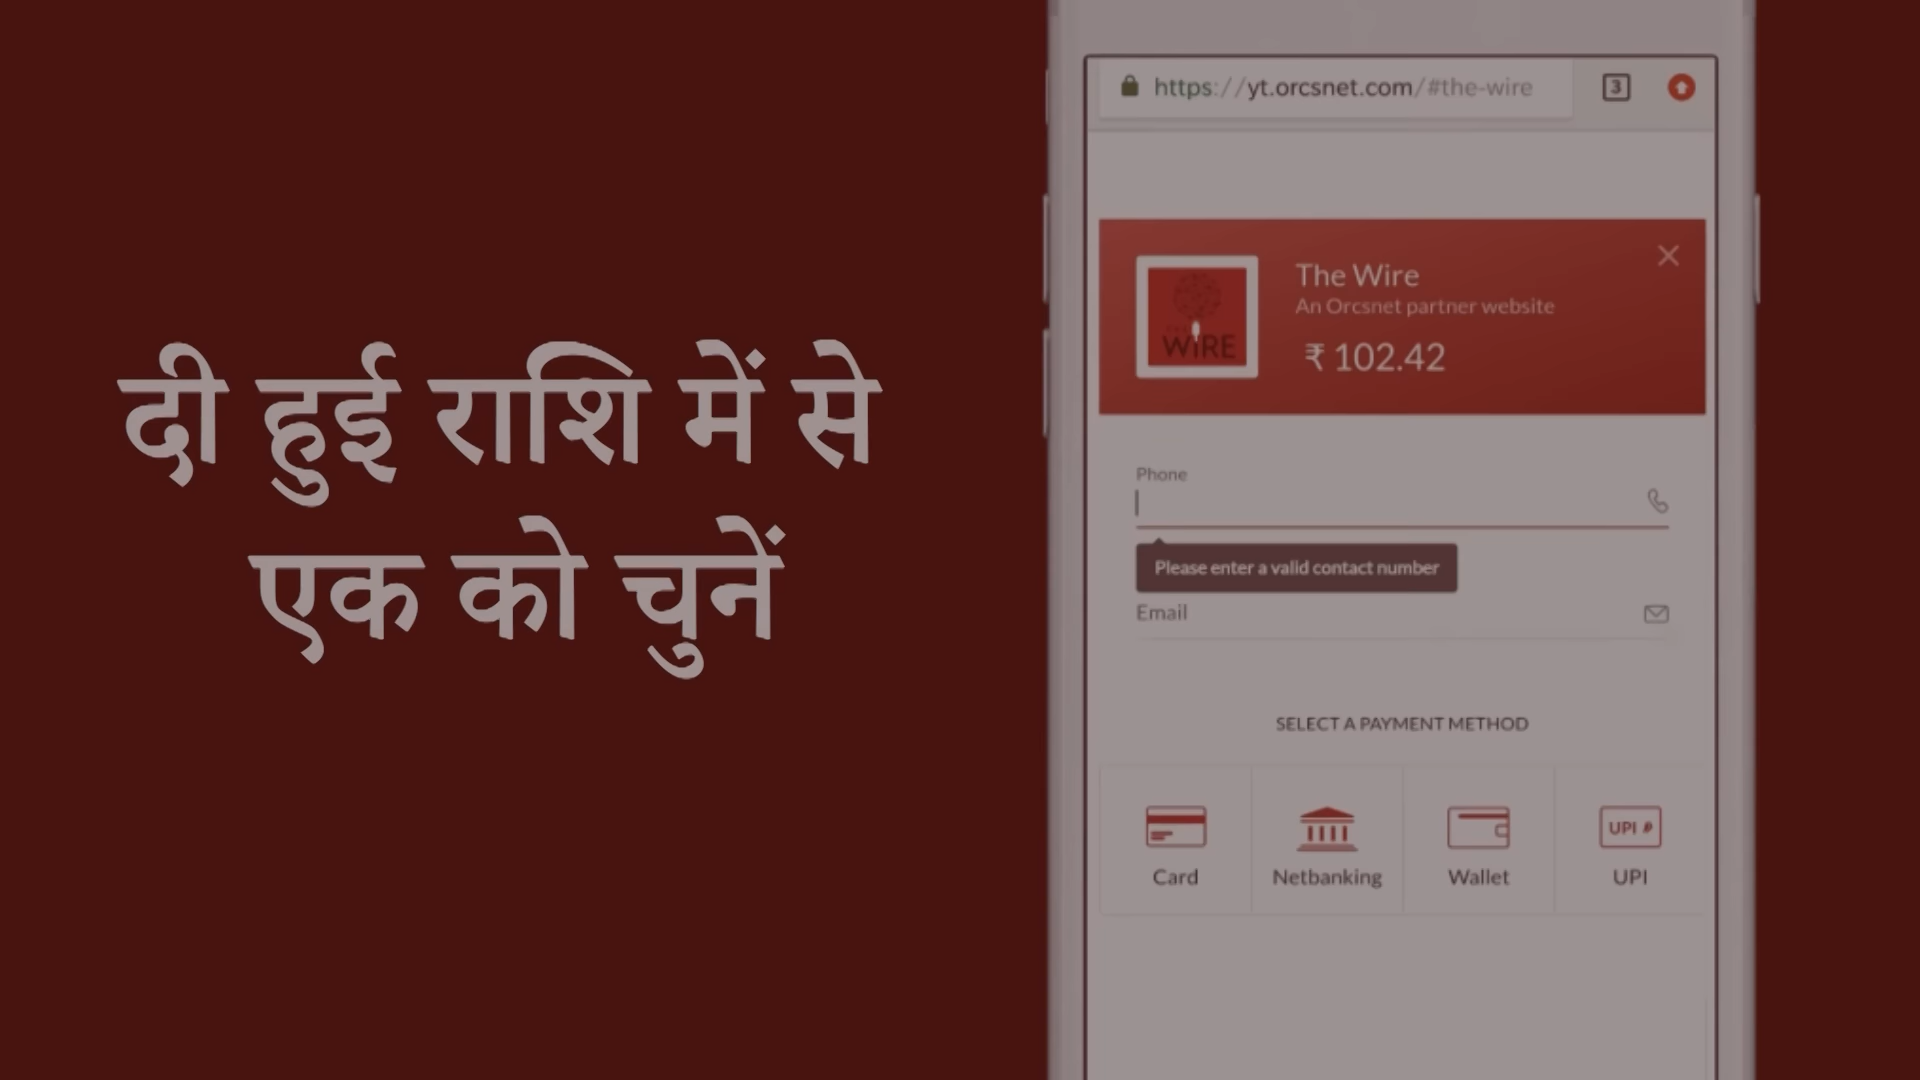 दी हुई राशि में से
एक को चुनें
https://yt.orcsnet.com/#the-wire
3
The Wire
An Orcsnet partner website
₹ 102.42
WIRE
Phone
Please enter a valid contact number
Email
SELECT A PAYMENT METHOD
Card
Netbanking
Wallet
UPI
UPI